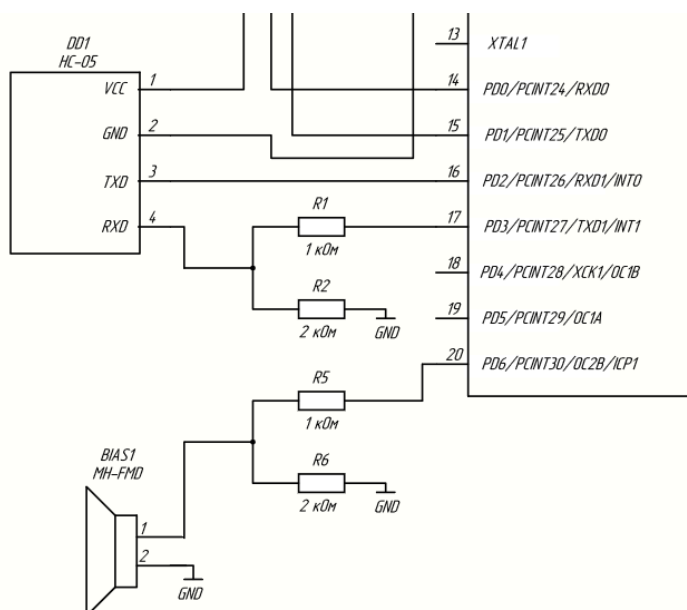 DD1
HC-05
VCC 1
GND 2
TXD 3
RXD 4
13 XTAL1
14 PD0/PCINT24/RXD0
15 PD1/PCINT25/TXD0
16 PD2/PCINT26/RXD1/INT0
17 PD3/PCINT27/TXD1/INT1
18 PD4/PCINT28/XCK1/OC1B
19 PD5/PCINT29/OC1A
20 PD6/PCINT30/OC2B/ICP1
R1
1 кОм
R2
2 кОм
GND
R5
1 кОм
R6
2 кОм
GND
BIAS1
MH-FMD
1
2
GND